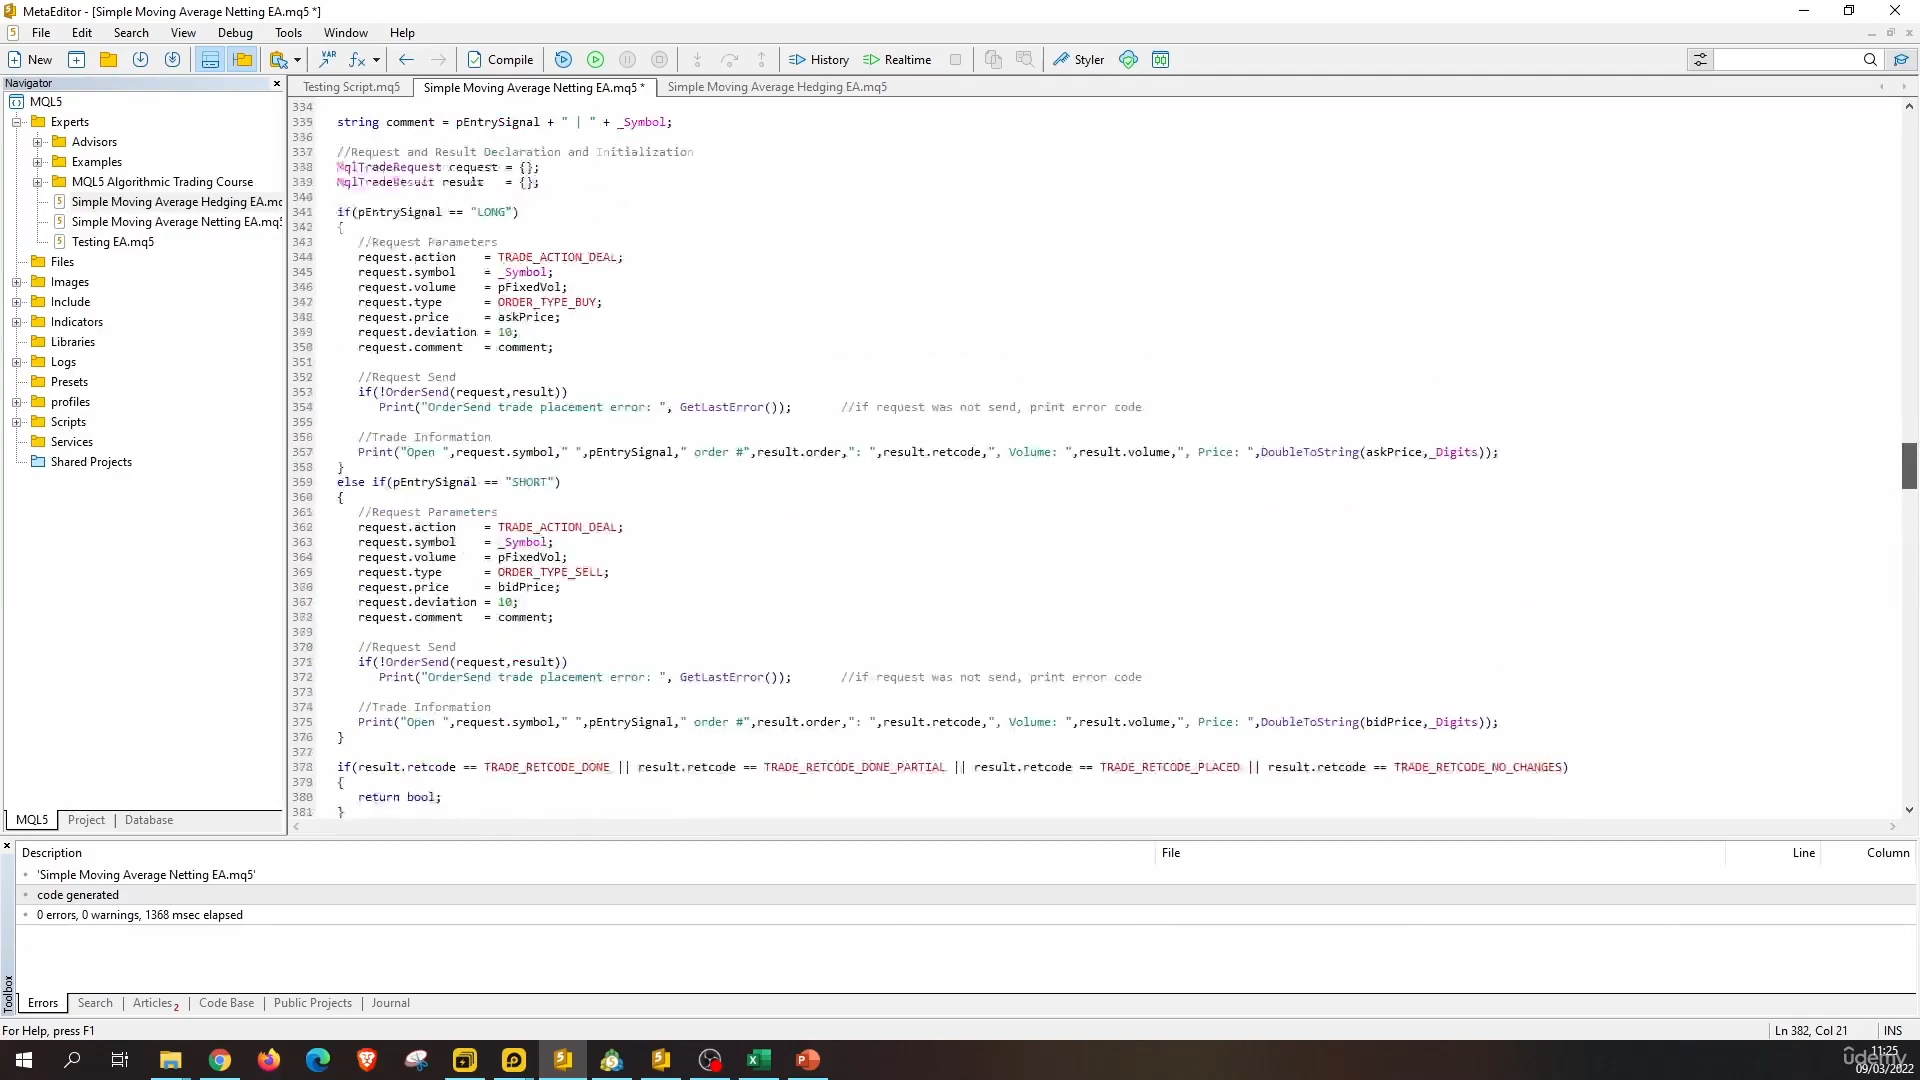 MetaEditor - [Simple Moving Average Netting EA.mq5 *]
File Edit Search View Debug Tools Window Help
New Compile History Realtime Styler
Navigator
Testing Script.mq5 Simple Moving Average Netting EA.mq5 * Simple Moving Average Hedging EA.mq5
MQL5
Experts
Advisors
Examples
MQL5 Algorithmic Trading Course
Simple Moving Average Hedging EA.mq
Simple Moving Average Netting EA.mq5
Testing EA.mq5
Files
Images
Include
Indicators
Libraries
Logs
Presets
profiles
Scripts
Services
Shared Projects
MQL5 Project Database
string comment = pEntrySignal + " | " + _Symbol;
//Request and Result Declaration and Initialization
MqlTradeRequest request = {};
MqlTradeResult result = {};
340
341 if(pEntrySignal == "LONG")
342 {
343 //Request Parameters
344 request.action = TRADE_ACTION_DEAL;
345 request.symbol = _Symbol;
346 request.volume = pFixedVol;
347 request.type = ORDER_TYPE_BUY;
348 request.price = askPrice;
349 request.deviation = 10;
350 request.comment = comment;
351
352 //Request Send
353 if(!OrderSend(request,result))
354 Print("OrderSend trade placement error: ", GetLastError()); //if request was not send, print error code
355
356 //Trade Information
357 Print("Open ",request.symbol," ",pEntrySignal," order #",result.order,": ",result.retcode,", Volume: ",result.volume,", Price: ",DoubleToString(askPrice,_Digits));
358 }
359 else if(pEntrySignal == "SHORT")
360 {
361 //Request Parameters
362 request.action = TRADE_ACTION_DEAL;
363 request.symbol = _Symbol;
364 request.volume = pFixedVol;
request.type = ORDER_TYPE_SELL;
request.price = bidPrice;
367 request.deviation = 10;
request.comment = comment;
370 //Request Send
371 if(!OrderSend(request,result))
372 Print("OrderSend trade placement error: ", GetLastError()); //if request was not send, print error code
373
374 //Trade Information
375 Print("Open ",request.symbol," ",pEntrySignal," order #",result.order,": ",result.retcode,", Volume: ",result.volume,", Price: ",DoubleToString(bidPrice,_Digits));
376 }
377
378 if(result.retcode == TRADE_RETCODE_DONE || result.retcode == TRADE_RETCODE_DONE_PARTIAL || result.retcode == TRADE_RETCODE_PLACED || result.retcode == TRADE_RETCODE_NO_CHANGES)
379 {
380 return bool;
381 }
Description File Line Column
'Simple Moving Average Netting EA.mq5'
code generated
0 errors, 0 warnings, 1368 msec elapsed
Toolbox
Errors Search Articles 2 Code Base Public Projects Journal
For Help, press F1 Ln 382, Col 21 INS
11:25
udemy
09/03/2022